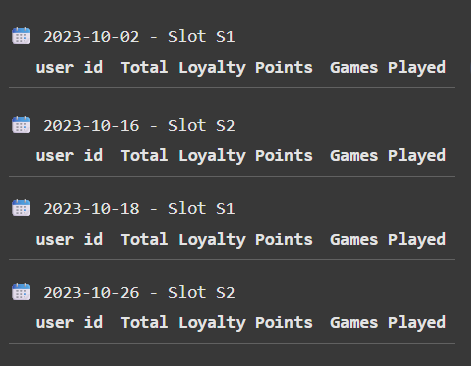 2023-10-02 - Slot S1
user id Total Loyalty Points Games Played
2023-10-16 - Slot S2
user id Total Loyalty Points Games Played
2023-10-18 - Slot S1
user id Total Loyalty Points Games Played
2023-10-26 - Slot S2
user id Total Loyalty Points Games Played